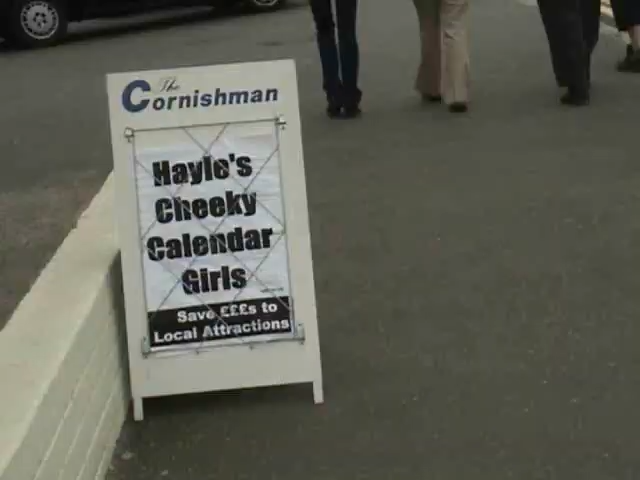 The
Cornishman
Hayle's
Cheeky
Calendar
Girls
Save £££s to
Local Attractions